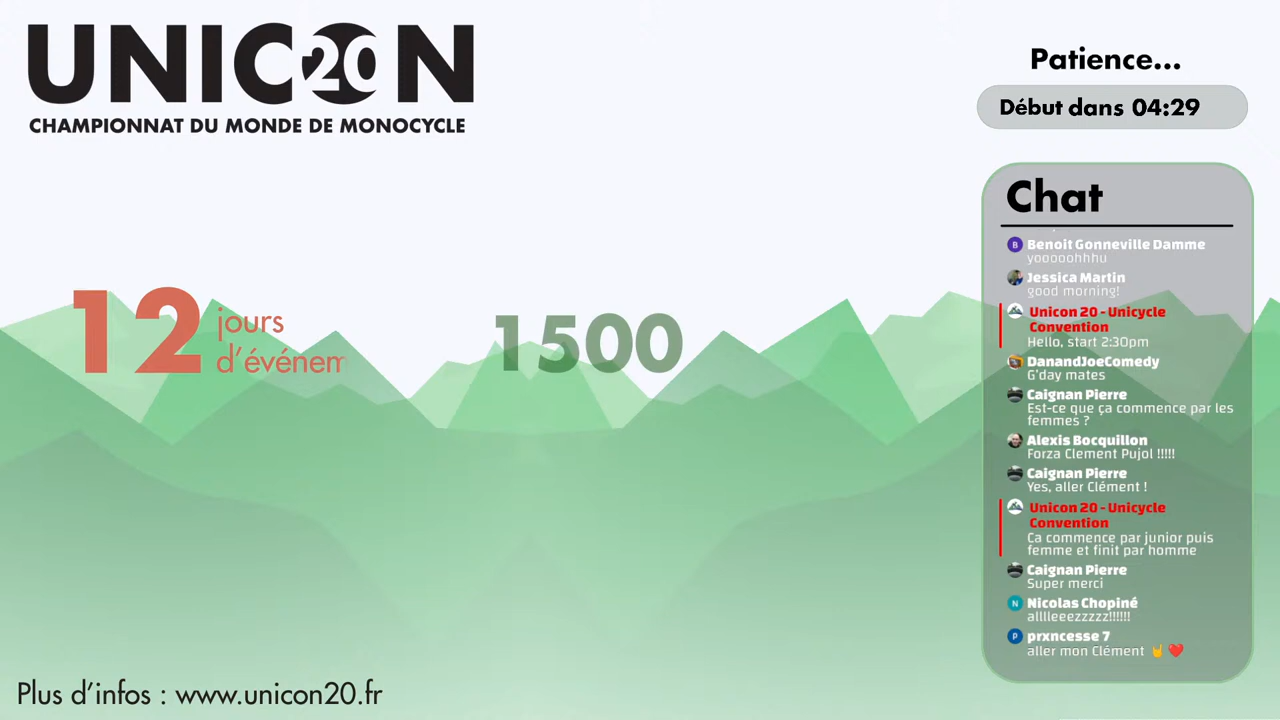 UNIC20N
CHAMPIONNAT DU MONDE DE MONOCYCLE
Patience...
Début dans 04:29
Chat
B Benoit Gonneville Damme
yooooohhhu
Jessica Martin
good morning!
Unicon 20 - Unicycle
Convention
Hello, start 2:30pm
DanandJoeComedy
G'day mates
Caignan Pierre
Est-ce que ça commence par les
femmes ?
Alexis Bocquillon
Forza Clement Pujol !!!!!
Caignan Pierre
Yes, aller Clément !
Unicon 20 - Unicycle
Convention
Ca commence par junior puis
femme et finit par homme
Caignan Pierre
Super merci
N Nicolas Chopiné
alllleeezzzzz!!!!!!
p prxncesse 7
aller mon Clément 🤘❤️
12 jours
d'événem
1500
Plus d'infos : www.unicon20.fr